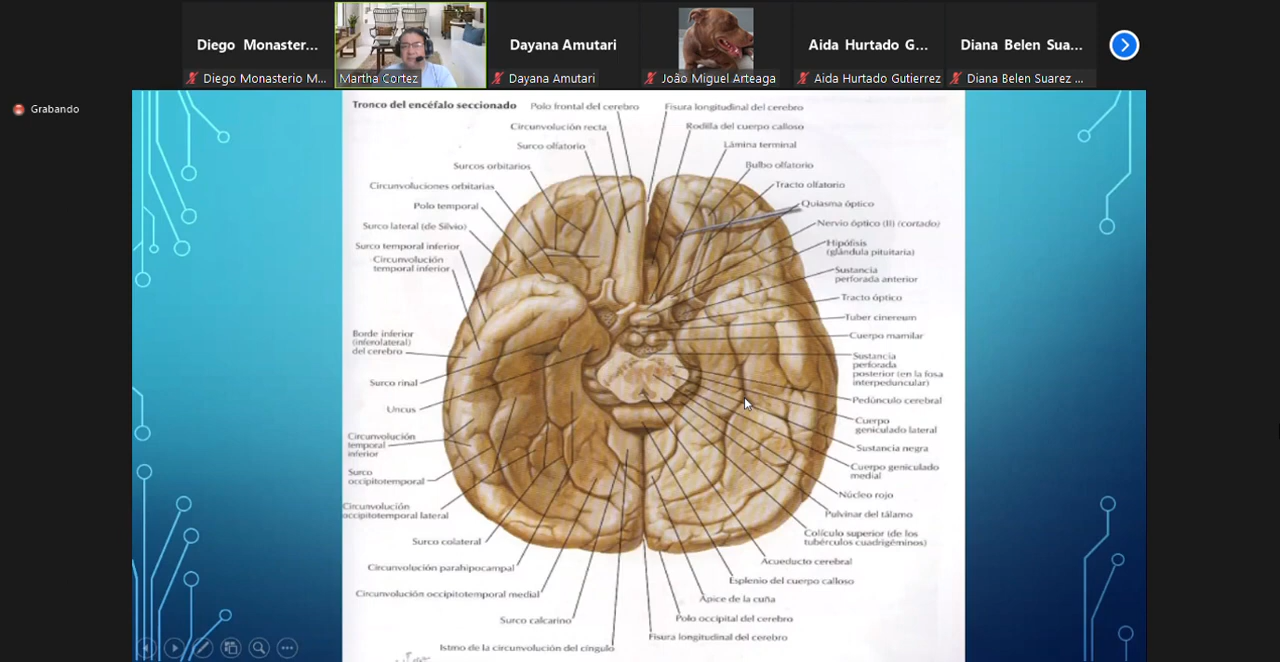 Diego Monaster...
Dayana Amutari
Aida Hurtado G...
Diana Belen Sua...
Diego Monasterio M...
Martha Cortez
Dayana Amutari
João Miguel Arteaga
Aida Hurtado Gutierrez
Diana Belen Suarez ...
Grabando
Tronco del encéfalo seccionado
Polo frontal del cerebro
Circunvolución recta
Surco olfatorio
Surcos orbitarios
Circunvoluciones orbitarias
Polo temporal
Surco lateral (de Silvio)
Surco temporal inferior
Circunvolución
temporal inferior
Borde inferior
(inferolateral)
del cerebro
Surco rinal
Uncus
Circunvolución
temporal
inferior
Surco
occipitotemporal
Circunvolución
occipitotemporal lateral
Surco colateral
Circunvolución parahipocampal
Circunvolución occipitotemporal medial
Surco calcarino
Istmo de la circunvolución del cíngulo
Fisura longitudinal del cerebro
Rodilla del cuerpo calloso
Lámina terminal
Bulbo olfatorio
Tracto olfatorio
Quiasma óptico
Nervio óptico (II) (cortado)
Hipófisis
(glándula pituitaria)
Sustancia
perforada anterior
Tracto óptico
Tuber cinereum
Cuerpo mamilar
Sustancia
perforada
posterior (en la fosa
interpeduncular)
Pedúnculo cerebral
Cuerpo
geniculado lateral
Sustancia negra
Cuerpo geniculado
medial
Núcleo rojo
Pulvinar del tálamo
Colículo superior (de los
tubérculos cuadrigéminos)
Acueducto cerebral
Esplenio del cuerpo calloso
Ápice de la cuña
Polo occipital del cerebro
Fisura longitudinal del cerebro